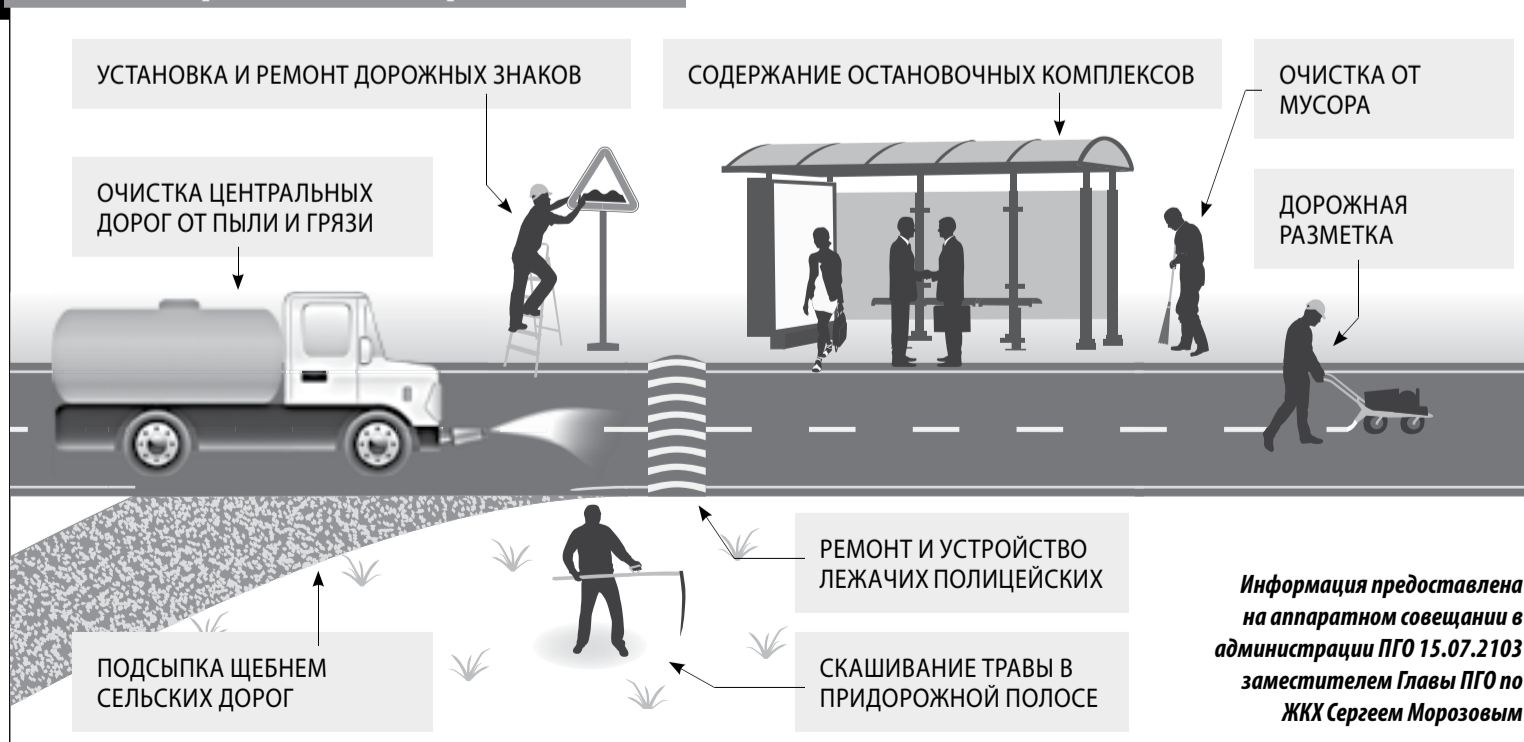 УСТАНОВКА И РЕМОНТ ДОРОЖНЫХ ЗНАКОВ
СОДЕРЖАНИЕ ОСТАНОВОЧНЫХ КОМПЛЕКСОВ
ОЧИСТКА ОТ
МУСОРА
ОЧИСТКА ЦЕНТРАЛЬНЫХ
ДОРОГ ОТ ПЫЛИ И ГРЯЗИ
ДОРОЖНАЯ
РАЗМЕТКА
РЕМОНТ И УСТРОЙСТВО
ЛЕЖАЧИХ ПОЛИЦЕЙСКИХ
ПОДСЫПКА ЩЕБНЕМ
СЕЛЬСКИХ ДОРОГ
СКАШИВАНИЕ ТРАВЫ В
ПРИДОРОЖНОЙ ПОЛОСЕ
Информация предоставлена
на аппаратном совещании в
администрации ПГО 15.07.2103
заместителем Главы ПГО по
ЖКХ Сергеем Морозовым